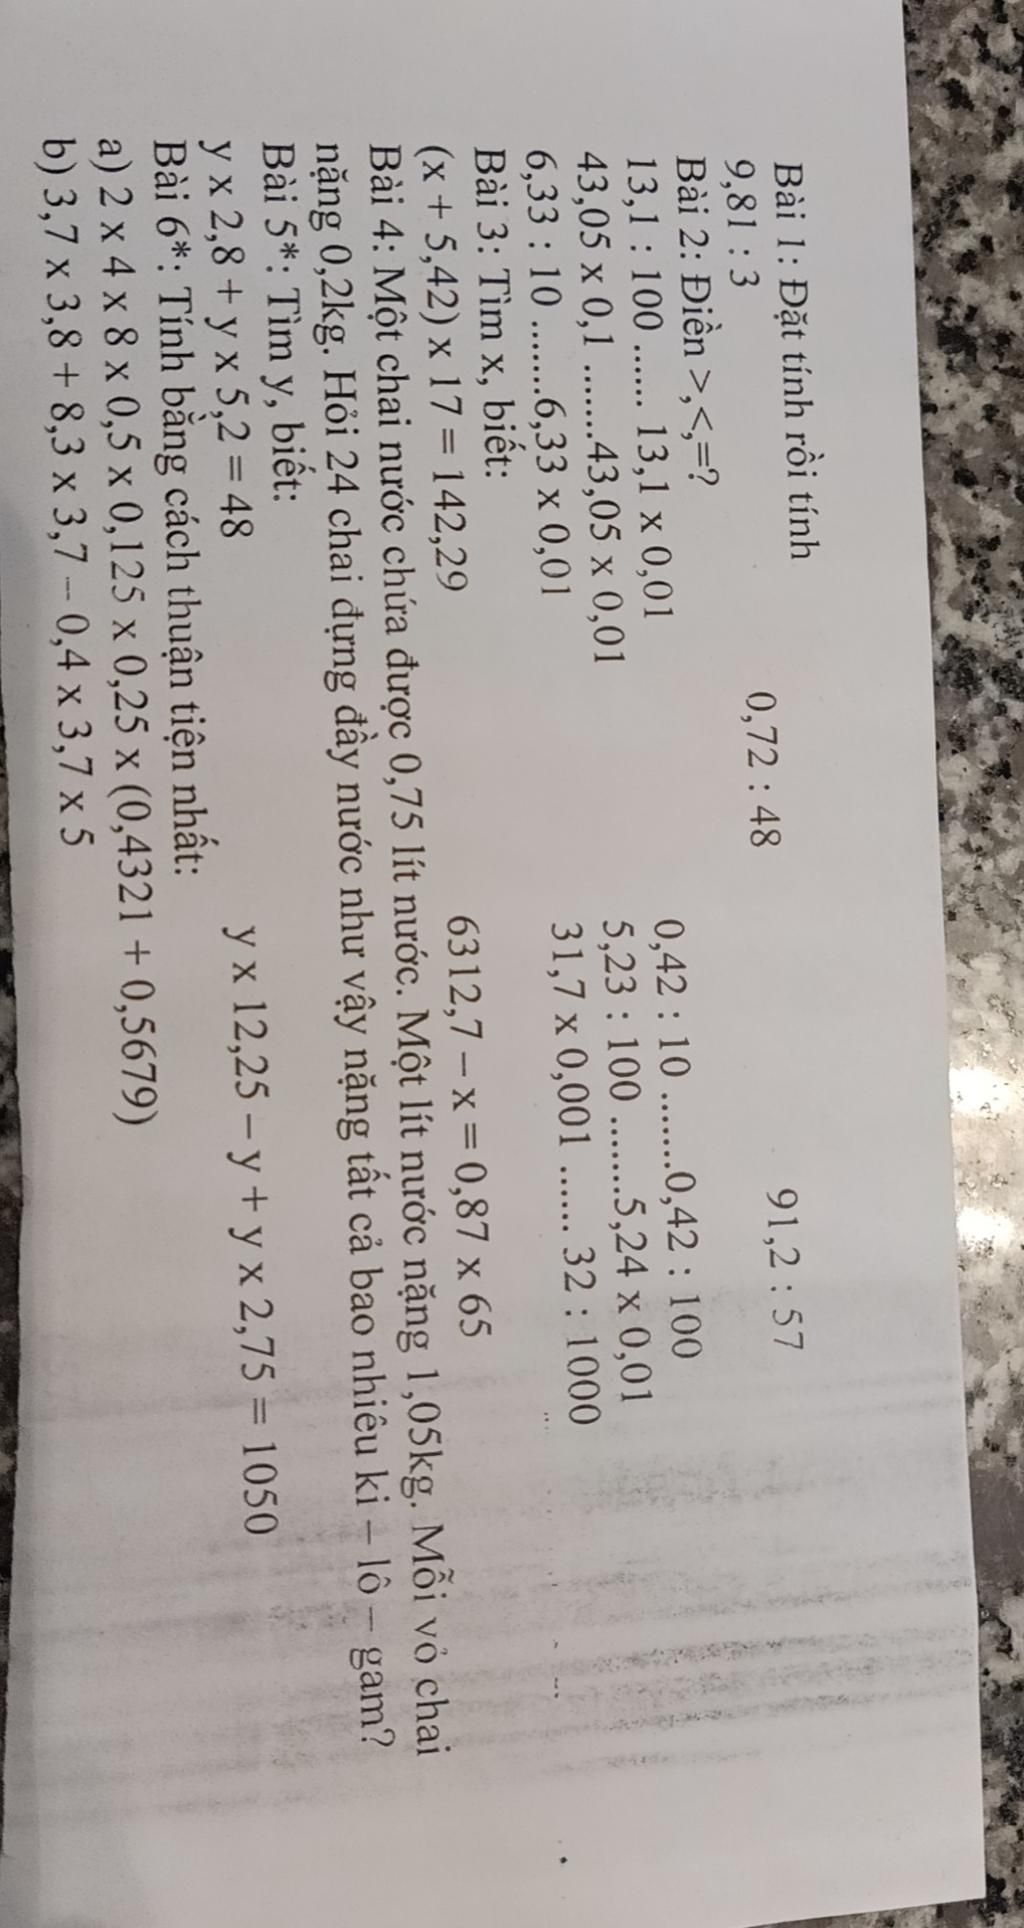 Bài 1: Đặt tính rồi tính
9,81 : 3 0,72 : 48 91,2 : 57
Bài 2: Điền >,<,=?
13,1 : 100 ...... 13,1 x 0,01 0,42 : 10 .......0,42 : 100
43,05 x 0,1 .......43,05 x 0,01 5,23 : 100 .......5,24 x 0,01
6,33 : 10 .......6,33 x 0,01 31,7 x 0,001 ...... 32 : 1000
Bài 3: Tìm x, biết:
(x + 5,42) x 17 = 142,29 6312,7 – x = 0,87 x 65
Bài 4: Một chai nước chứa được 0,75 lít nước. Một lít nước nặng 1,05kg. Mỗi vỏ chai
nặng 0,2kg. Hỏi 24 chai đựng đầy nước như vậy nặng tất cả bao nhiêu ki – lô – gam?
Bài 5*: Tìm y, biết:
y x 2,8 + y x 5,2 = 48 y x 12,25 – y + y x 2,75 = 1050
Bài 6*: Tính bằng cách thuận tiện nhất:
a) 2 x 4 x 8 x 0,5 x 0,125 x 0,25 x (0,4321 + 0,5679)
b) 3,7 x 3,8 + 8,3 x 3,7 – 0,4 x 3,7 x 5